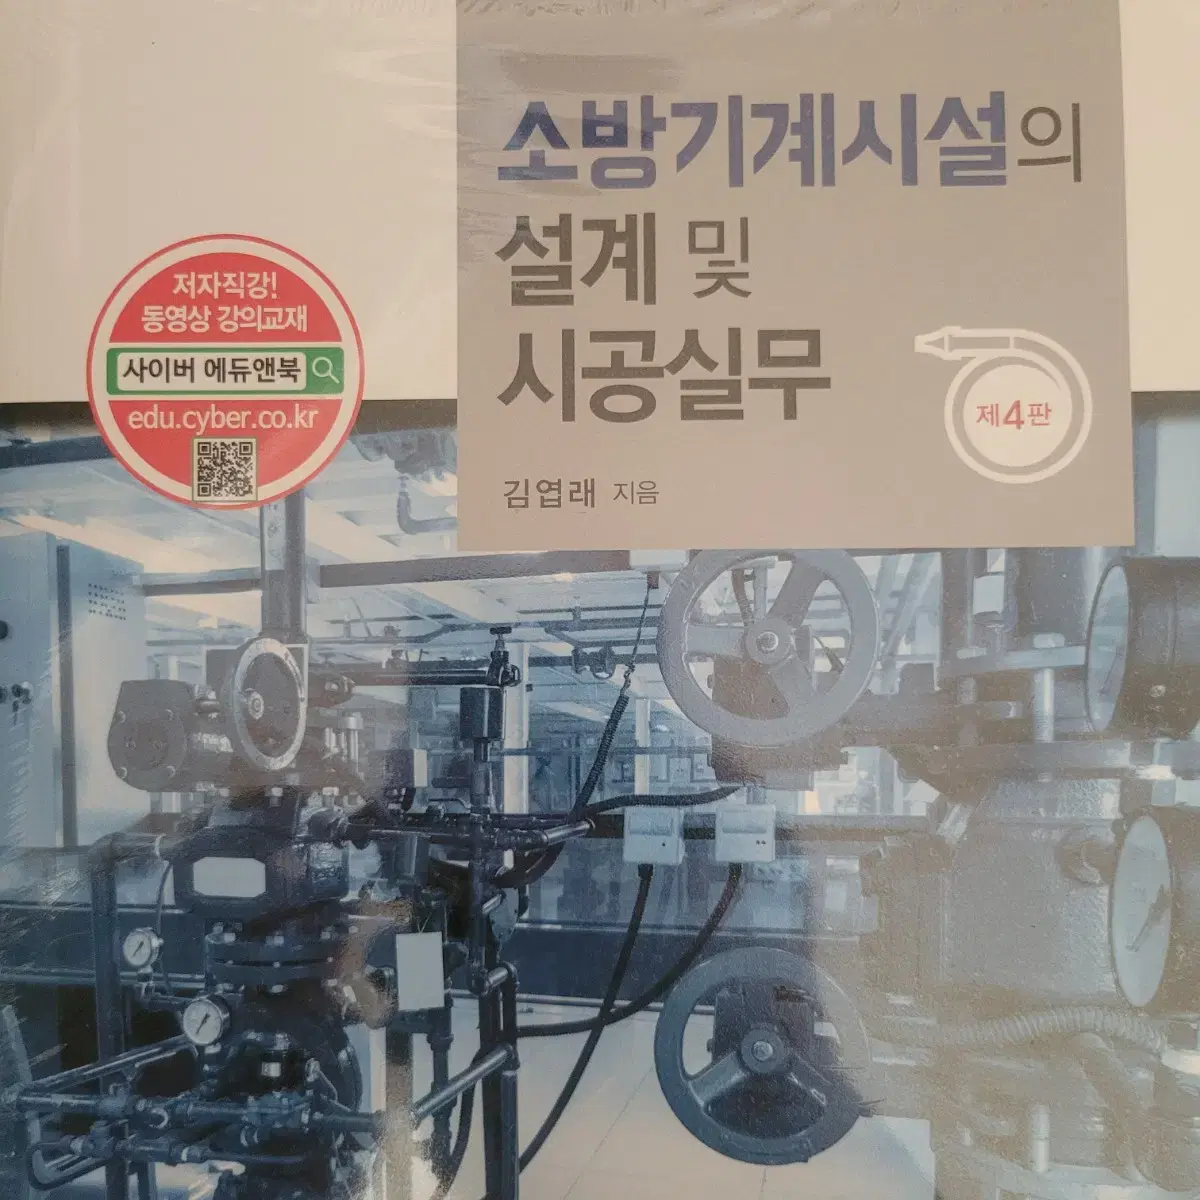 소방기계시설의
설계 및
시공실무
제4판
김엽래 지음
저자직강!
동영상 강의교재
사이버 에듀앤북
edu.cyber.co.kr